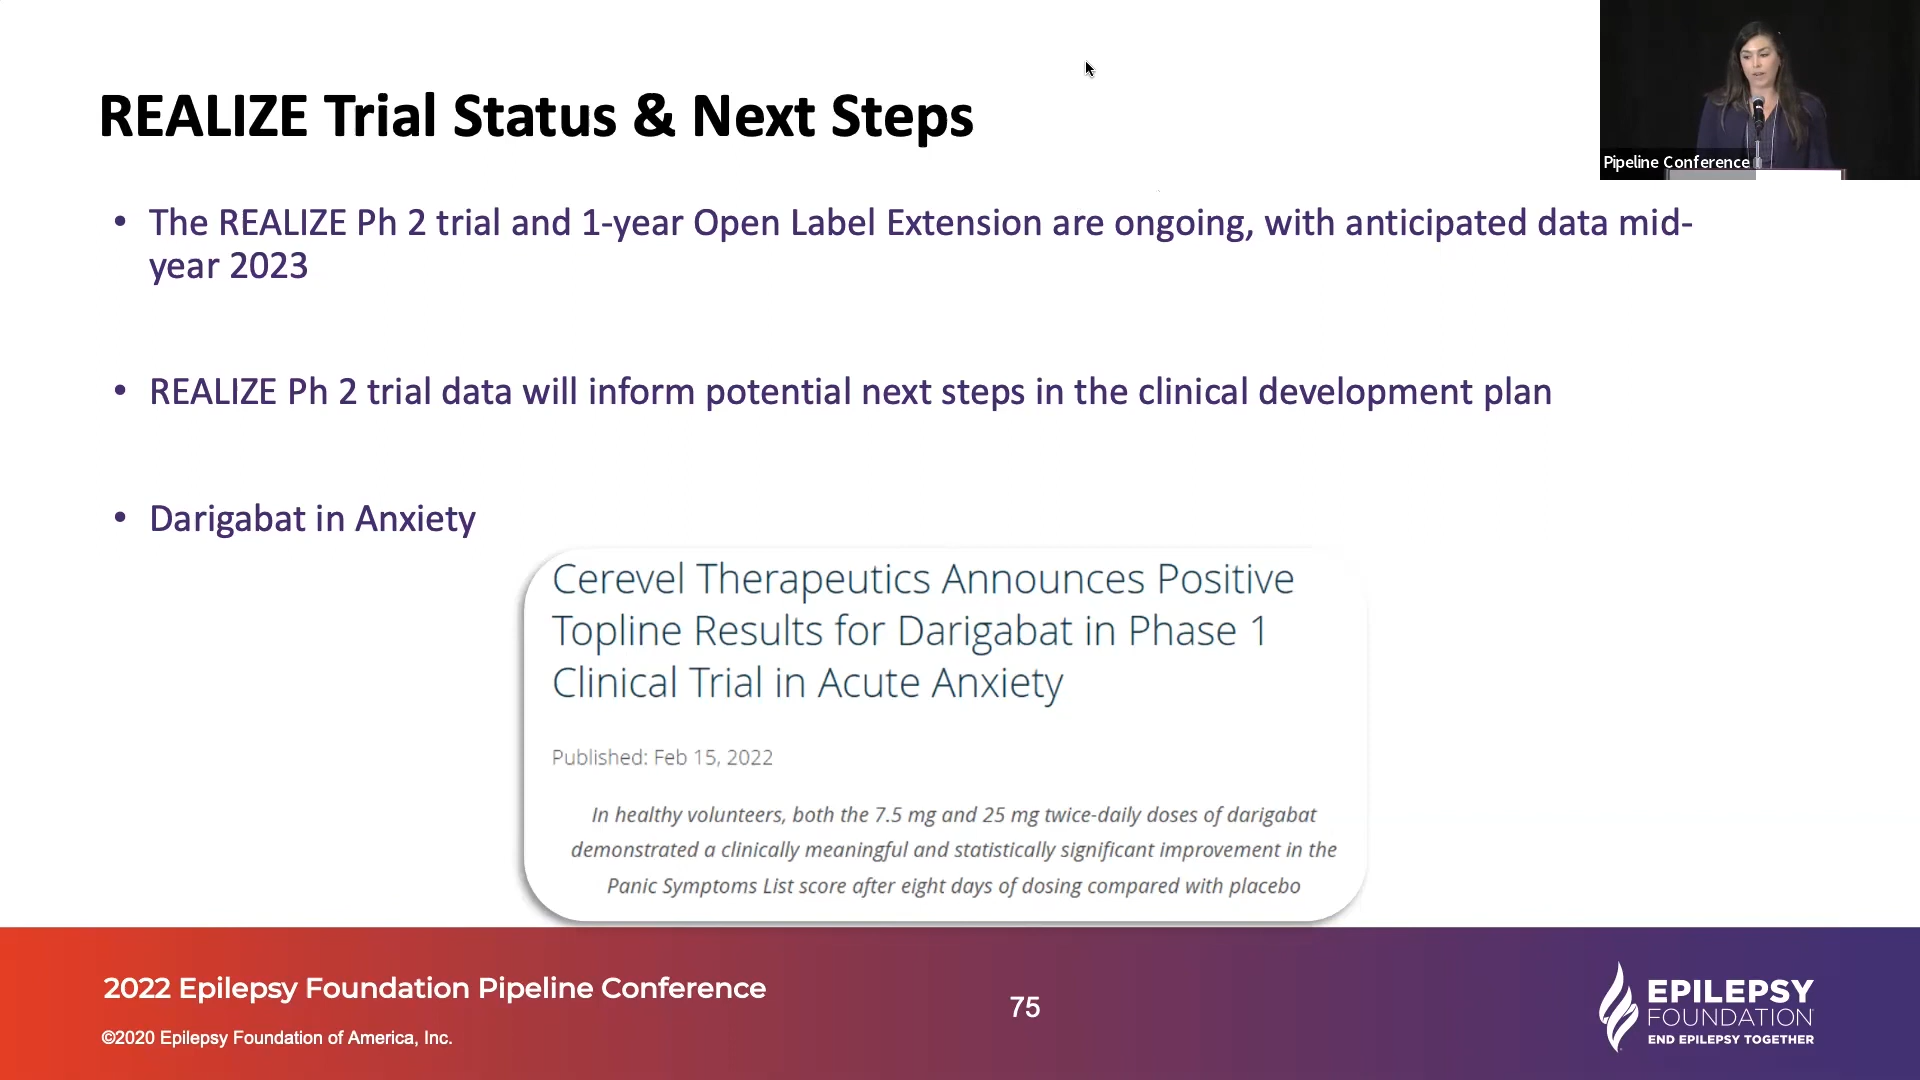 REALIZE Trial Status & Next Steps
Pipeline Conference
• The REALIZE Ph 2 trial and 1-year Open Label Extension are ongoing, with anticipated data mid-
year 2023
• REALIZE Ph 2 trial data will inform potential next steps in the clinical development plan
• Darigabat in Anxiety
Cerevel Therapeutics Announces Positive
Topline Results for Darigabat in Phase 1
Clinical Trial in Acute Anxiety
Published: Feb 15, 2022
In healthy volunteers, both the 7.5 mg and 25 mg twice-daily doses of darigabat
demonstrated a clinically meaningful and statistically significant improvement in the
Panic Symptoms List score after eight days of dosing compared with placebo
2022 Epilepsy Foundation Pipeline Conference
©2020 Epilepsy Foundation of America, Inc.
75
EPILEPSY
FOUNDATION
END EPILEPSY TOGETHER